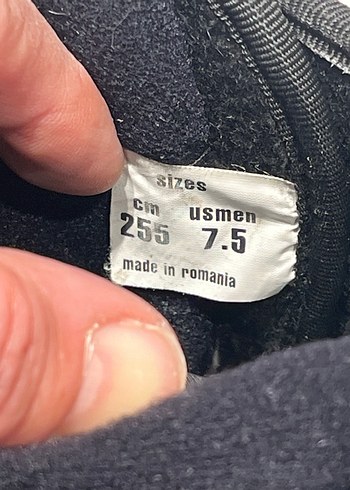 sizes
cm usmen
255 7.5
made in romania